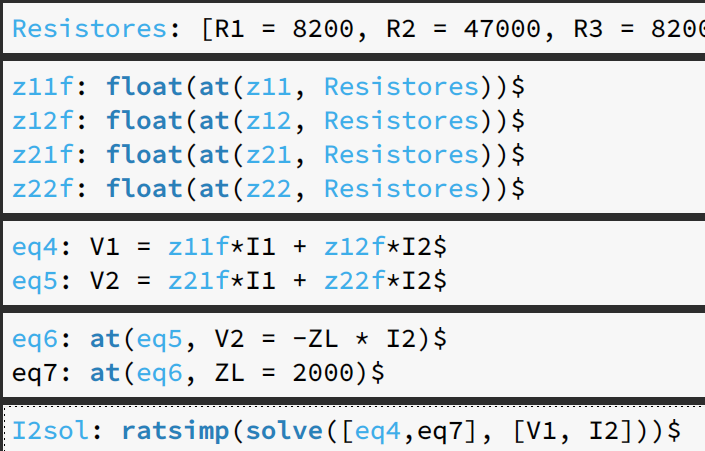 Resistores: [R1 = 8200, R2 = 47000, R3 = 8200
z11f: float(at(z11, Resistores))$
z12f: float(at(z12, Resistores))$
z21f: float(at(z21, Resistores))$
z22f: float(at(z22, Resistores))$
eq4: V1 = z11f*I1 + z12f*I2$
eq5: V2 = z21f*I1 + z22f*I2$
eq6: at(eq5, V2 = -ZL * I2)$
eq7: at(eq6, ZL = 2000)$
I2sol: ratsimp(solve([eq4,eq7], [V1, I2]))$